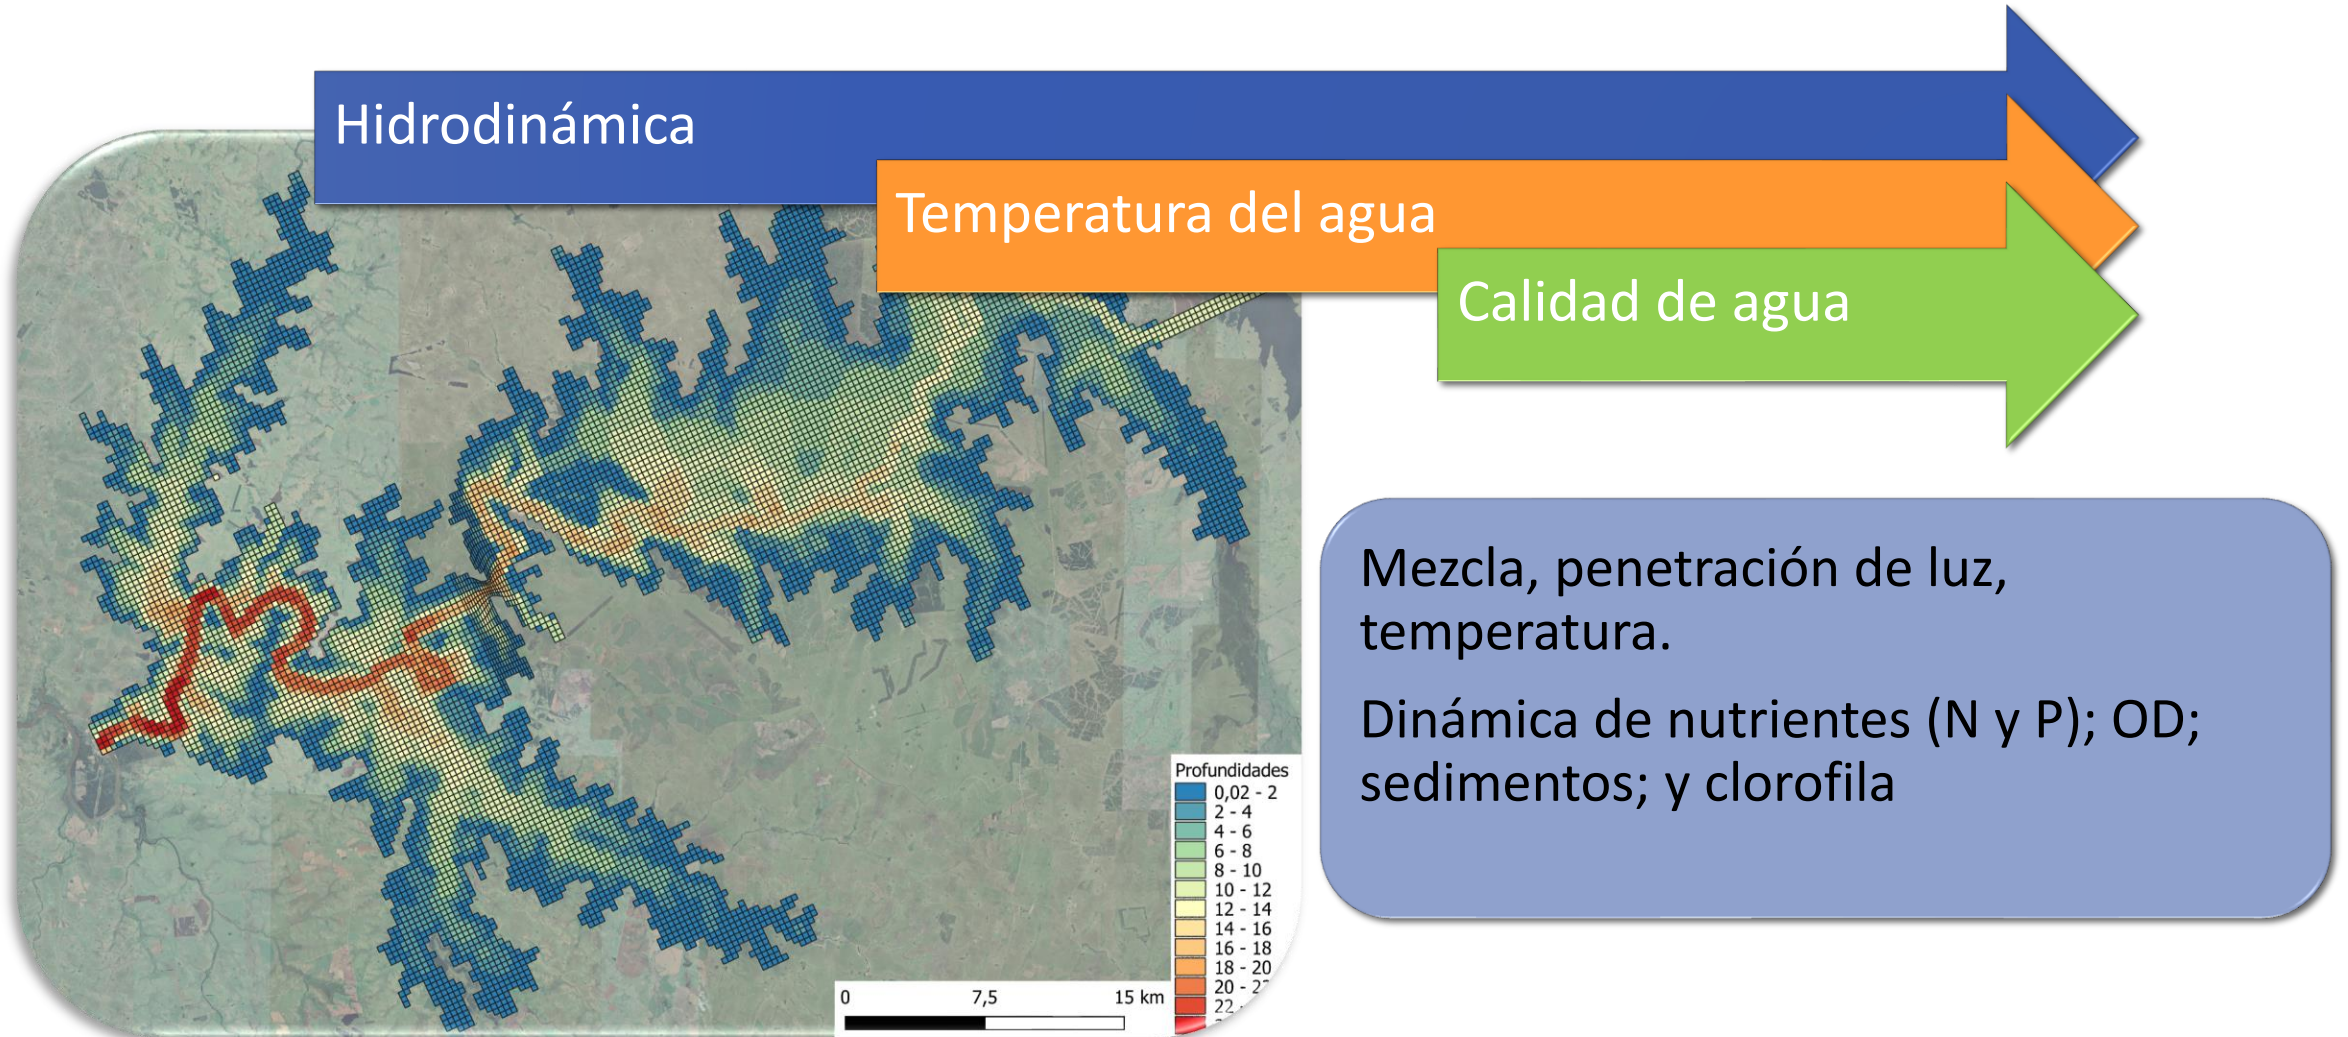 Hidrodinámica
Temperatura del agua
Calidad de agua
Mezcla, penetración de luz,
temperatura.
Dinámica de nutrientes (N y P); OD;
sedimentos; y clorofila
Profundidades
0,02 - 2
2 - 4
4 - 6
6 - 8
8 - 10
10 - 12
12 - 14
14 - 16
16 - 18
18 - 20
20 -
22 -
0 7,5 15 km